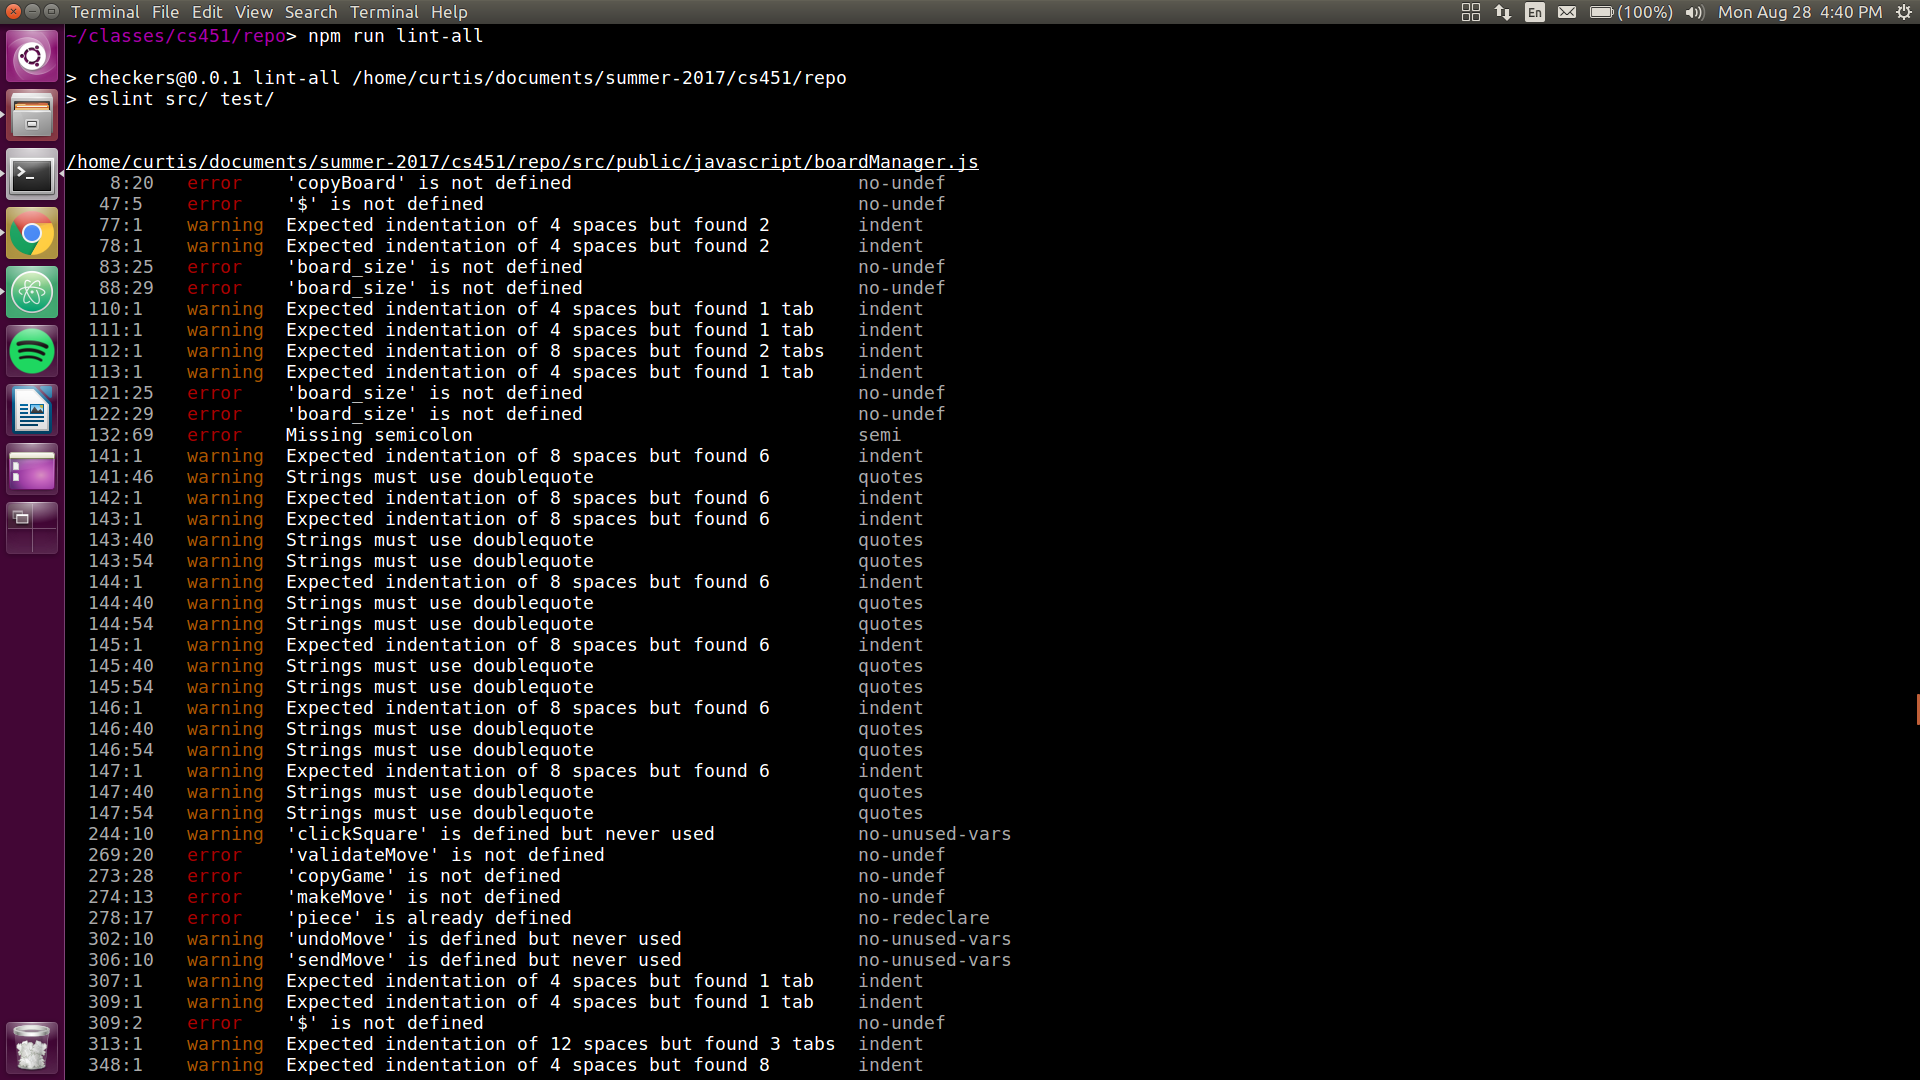 Terminal File Edit View Search Terminal Help En (100%) Mon Aug 28 4:40 PM
~/classes/cs451/repo> npm run lint-all
> checkers@0.0.1 lint-all /home/curtis/documents/summer-2017/cs451/repo
> eslint src/ test/
/home/curtis/documents/summer-2017/cs451/repo/src/public/javascript/boardManager.js
8:20 error 'copyBoard' is not defined no-undef
47:5 error '$' is not defined no-undef
77:1 warning Expected indentation of 4 spaces but found 2 indent
78:1 warning Expected indentation of 4 spaces but found 2 indent
83:25 error 'board_size' is not defined no-undef
88:29 error 'board_size' is not defined no-undef
110:1 warning Expected indentation of 4 spaces but found 1 tab indent
111:1 warning Expected indentation of 4 spaces but found 1 tab indent
112:1 warning Expected indentation of 8 spaces but found 2 tabs indent
113:1 warning Expected indentation of 4 spaces but found 1 tab indent
121:25 error 'board_size' is not defined no-undef
122:29 error 'board_size' is not defined no-undef
132:69 error Missing semicolon semi
141:1 warning Expected indentation of 8 spaces but found 6 indent
141:46 warning Strings must use doublequote quotes
142:1 warning Expected indentation of 8 spaces but found 6 indent
143:1 warning Expected indentation of 8 spaces but found 6 indent
143:40 warning Strings must use doublequote quotes
143:54 warning Strings must use doublequote quotes
144:1 warning Expected indentation of 8 spaces but found 6 indent
144:40 warning Strings must use doublequote quotes
144:54 warning Strings must use doublequote quotes
145:1 warning Expected indentation of 8 spaces but found 6 indent
145:40 warning Strings must use doublequote quotes
145:54 warning Strings must use doublequote quotes
146:1 warning Expected indentation of 8 spaces but found 6 indent
146:40 warning Strings must use doublequote quotes
146:54 warning Strings must use doublequote quotes
147:1 warning Expected indentation of 8 spaces but found 6 indent
147:40 warning Strings must use doublequote quotes
147:54 warning Strings must use doublequote quotes
244:10 warning 'clickSquare' is defined but never used no-unused-vars
269:20 error 'validateMove' is not defined no-undef
273:28 error 'copyGame' is not defined no-undef
274:13 error 'makeMove' is not defined no-undef
278:17 error 'piece' is already defined no-redeclare
302:10 warning 'undoMove' is defined but never used no-unused-vars
306:10 warning 'sendMove' is defined but never used no-unused-vars
307:1 warning Expected indentation of 4 spaces but found 1 tab indent
309:1 warning Expected indentation of 4 spaces but found 1 tab indent
309:2 error '$' is not defined no-undef
313:1 warning Expected indentation of 12 spaces but found 3 tabs indent
348:1 warning Expected indentation of 4 spaces but found 8 indent